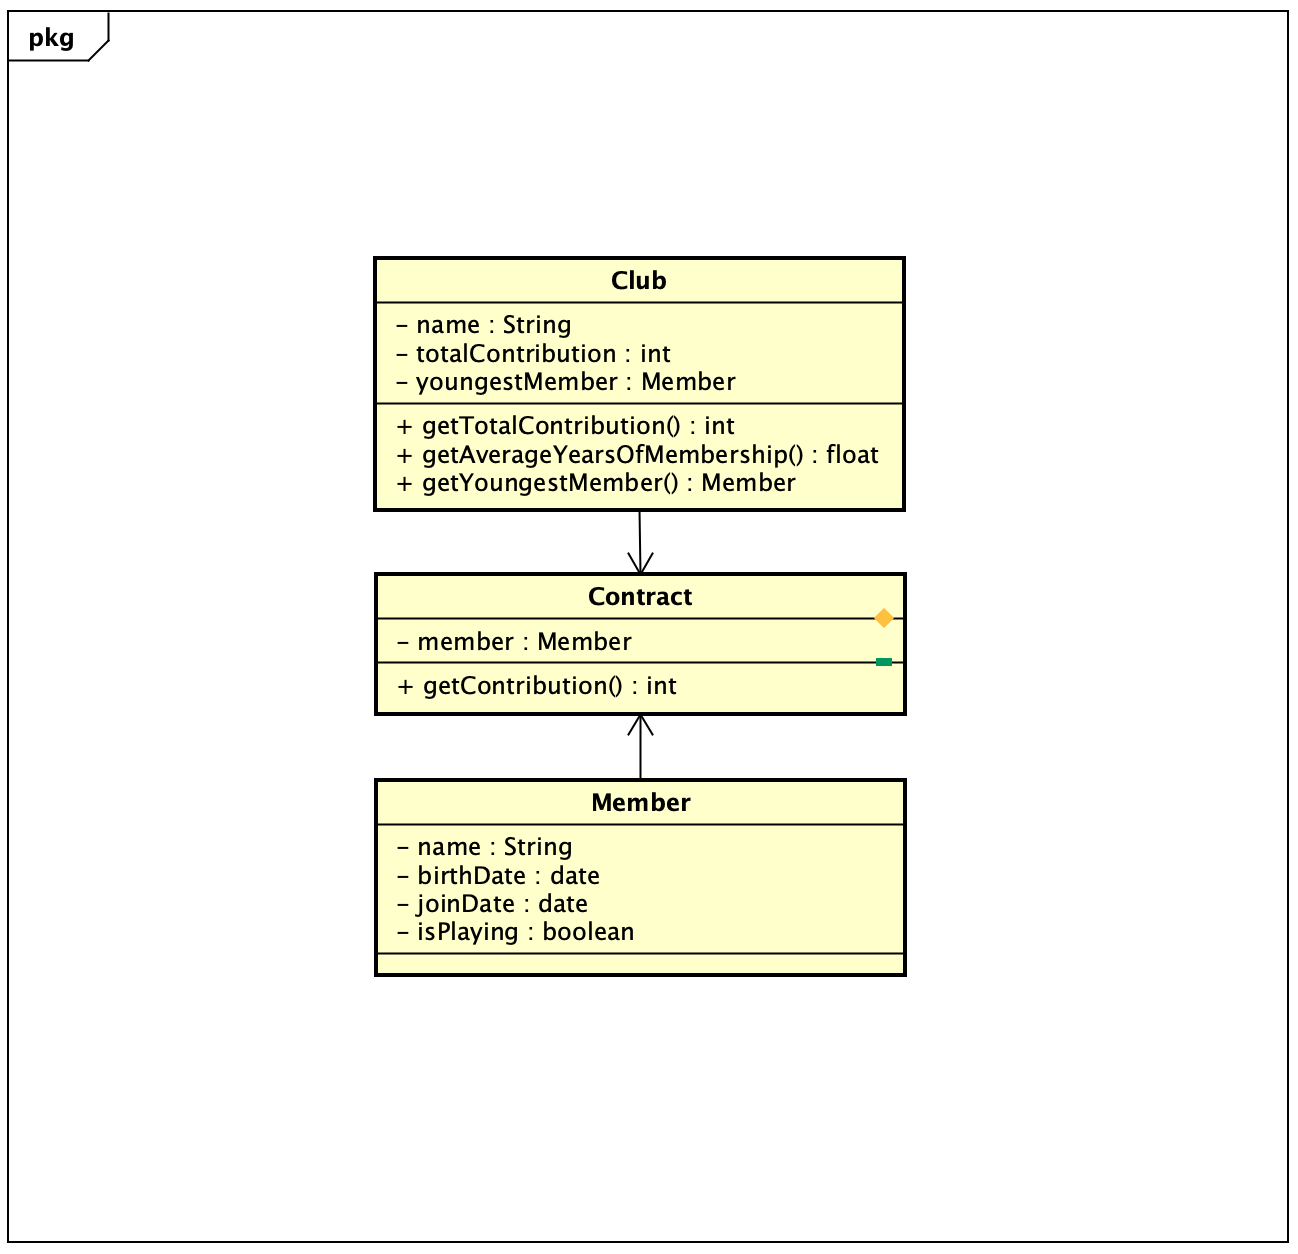 pkg
Club
- name : String
- totalContribution : int
- youngestMember : Member
+ getTotalContribution() : int
+ getAverageYearsOfMembership() : float
+ getYoungestMember() : Member
Contract
- member : Member
+ getContribution() : int
Member
- name : String
- birthDate : date
- joinDate : date
- isPlaying : boolean